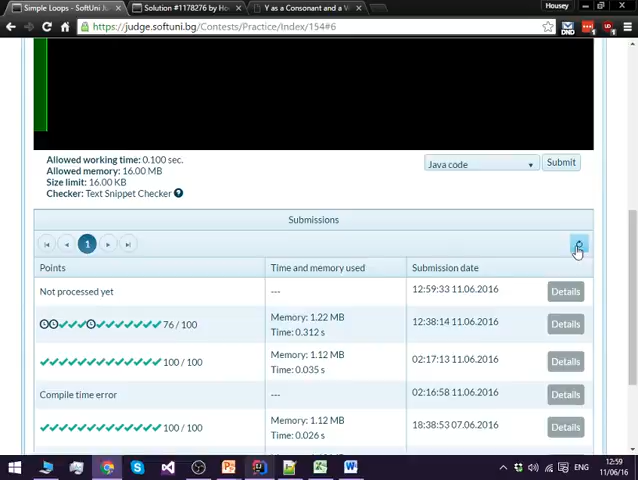 Simple Loops - SoftUni Ju
Solution #1178276 by Ho
Y as a Consonant and a V
Housey
https://judge.softuni.bg/Contests/Practice/Index/154#6
DND
Allowed working time: 0.100 sec.
Allowed memory: 16.00 MB
Size limit: 16.00 KB
Checker: Text Snippet Checker
Java code
Submit
Submissions
1
Points Time and memory used Submission date
Not processed yet --- 12:59:33 11.06.2016 Details
76 / 100 Memory: 1.22 MB
Time: 0.312 s 12:38:14 11.06.2016 Details
100 / 100 Memory: 1.12 MB
Time: 0.035 s 02:17:13 11.06.2016 Details
Compile time error --- 02:16:58 11.06.2016 Details
100 / 100 Memory: 1.12 MB
Time: 0.026 s 18:38:53 07.06.2016 Details
ENG 12:59
11/06/16